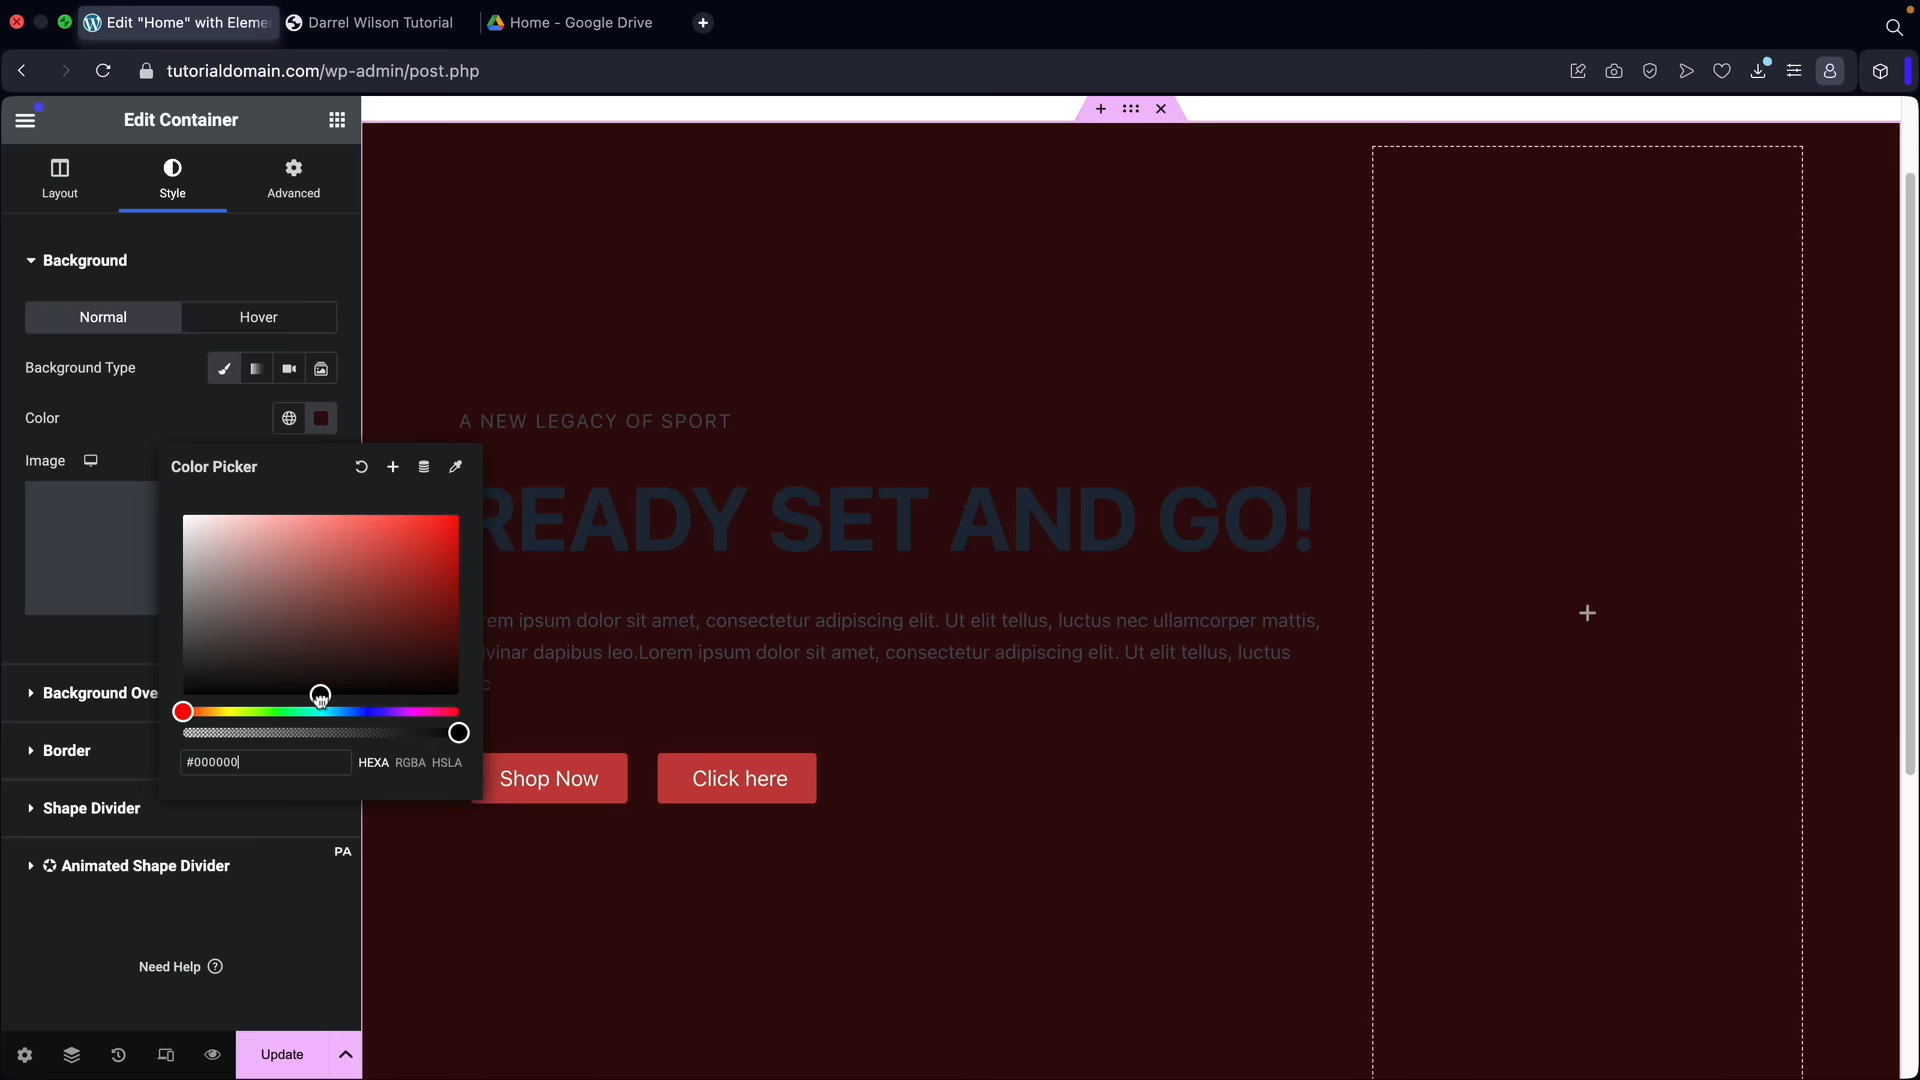 Edit "Home" with Eleme
Darrel Wilson Tutorial
Home - Google Drive
tutorialdomain.com/wp-admin/post.php
Edit Container
Layout
Style
Advanced
Background
Normal
Hover
Background Type
Color
Image
Color Picker
#000000
HEXA
RGBA
HSLA
Background Ove
Border
Shape Divider
PA
Animated Shape Divider
Need Help
Update
A NEW LEGACY OF SPORT
READY SET AND GO!
rem ipsum dolor sit amet, consectetur adipiscing elit. Ut elit tellus, luctus nec ullamcorper mattis,
lvinar dapibus leo.Lorem ipsum dolor sit amet, consectetur adipiscing elit. Ut elit tellus, luctus
c
Shop Now
Click here